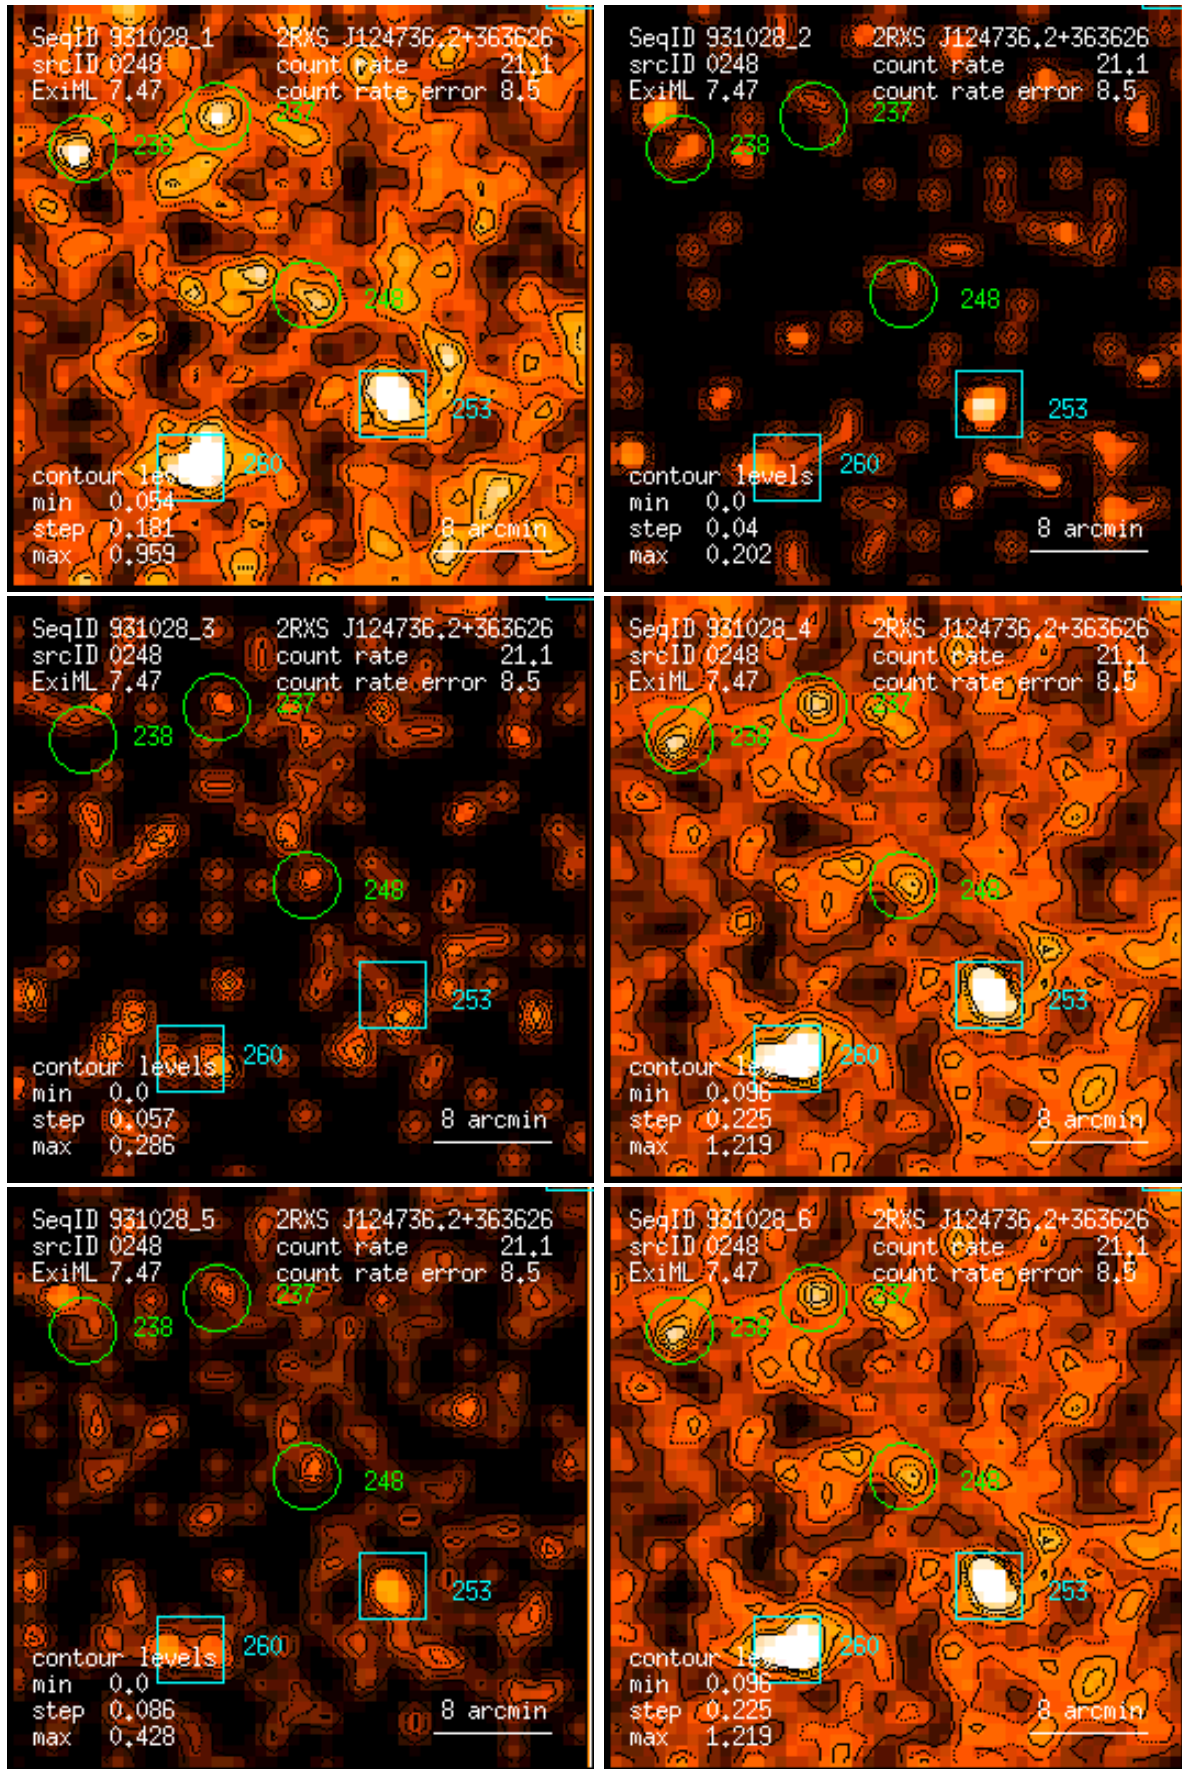 SeqID 931028_1 2RXS J124736.2+363626
srcID 0248 count rate 21.1
ExiML 7.47 count rate error 8.5
237
238
248
253
260
contour levels
min 0.054
step 0.181
max 0.959
8 arcmin
SeqID 931028_2 2RXS J124736.2+363626
srcID 0248 count rate 21.1
ExiML 7.47 count rate error 8.5
237
238
248
253
260
contour levels
min 0.0
step 0.04
max 0.202
8 arcmin
SeqID 931028_3 2RXS J124736.2+363626
srcID 0248 count rate 21.1
ExiML 7.47 count rate error 8.5
237
238
248
253
260
contour levels
min 0.0
step 0.057
max 0.286
8 arcmin
SeqID 931028_4 2RXS J124736.2+363626
srcID 0248 count rate 21.1
ExiML 7.47 count rate error 8.5
237
238
248
253
260
contour levels
min 0.096
step 0.225
max 1.219
8 arcmin
SeqID 931028_5 2RXS J124736.2+363626
srcID 0248 count rate 21.1
ExiML 7.47 count rate error 8.5
237
238
248
253
260
contour levels
min 0.0
step 0.086
max 0.428
8 arcmin
SeqID 931028_6 2RXS J124736.2+363626
srcID 0248 count rate 21.1
ExiML 7.47 count rate error 8.5
237
238
248
253
260
contour levels
min 0.096
step 0.225
max 1.219
8 arcmin